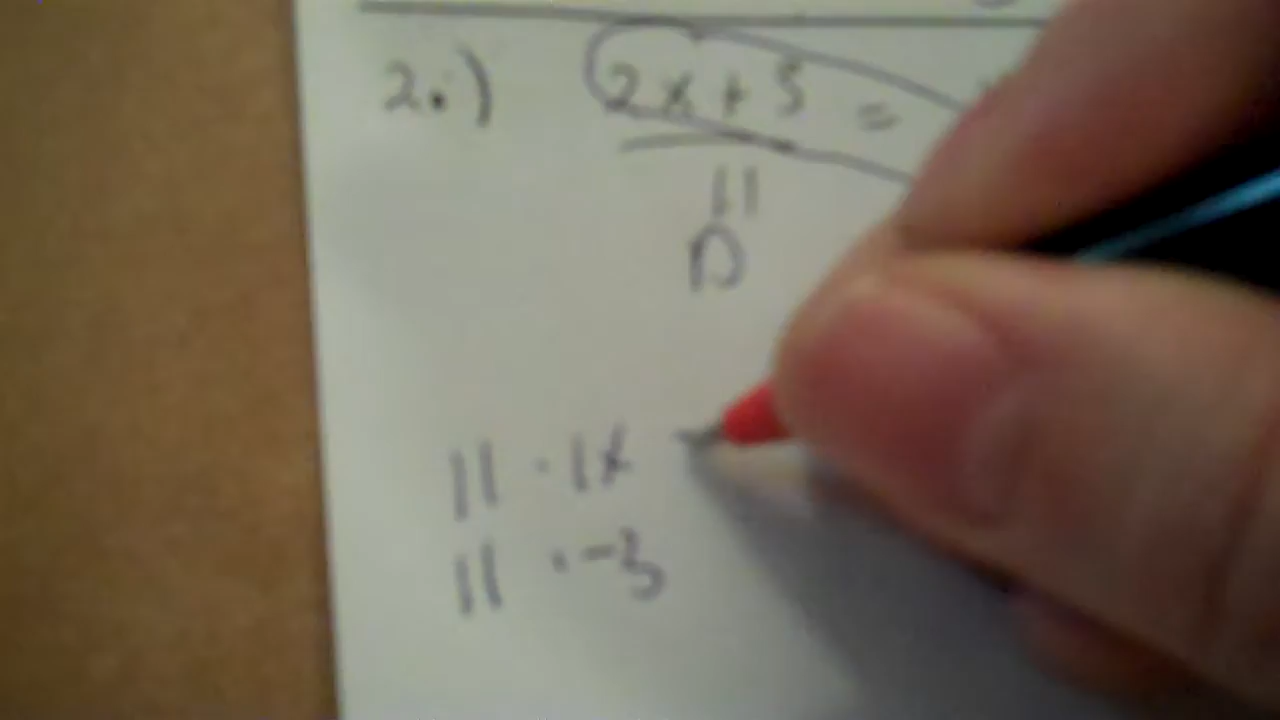 2.) 2x + 5 =
11
D
11 · 1x
11 · -3